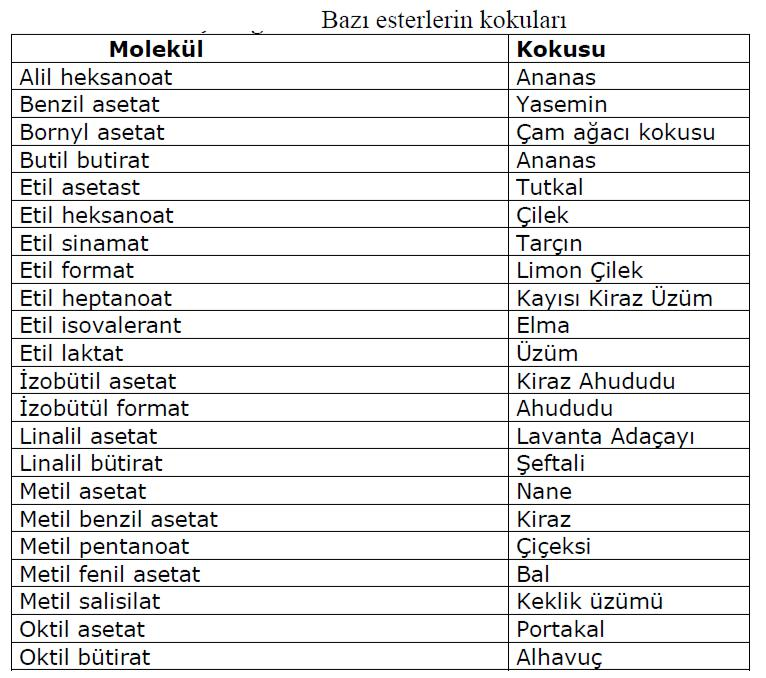 Bazı esterlerin kokuları
Molekül Kokusu
Alil heksanoat Ananas
Benzil asetat Yasemin
Bornyl asetat Çam ağacı kokusu
Butil butirat Ananas
Etil asetast Tutkal
Etil heksanoat Çilek
Etil sinamat Tarçın
Etil format Limon Çilek
Etil heptanoat Kayısı Kiraz Üzüm
Etil isovalerant Elma
Etil laktat Üzüm
İzobütil asetat Kiraz Ahududu
İzobütül format Ahududu
Linalil asetat Lavanta Adaçayı
Linalil bütirat Şeftali
Metil asetat Nane
Metil benzil asetat Kiraz
Metil pentanoat Çiçeksi
Metil fenil asetat Bal
Metil salisilat Keklik üzümü
Oktil asetat Portakal
Oktil bütirat Alhavuç